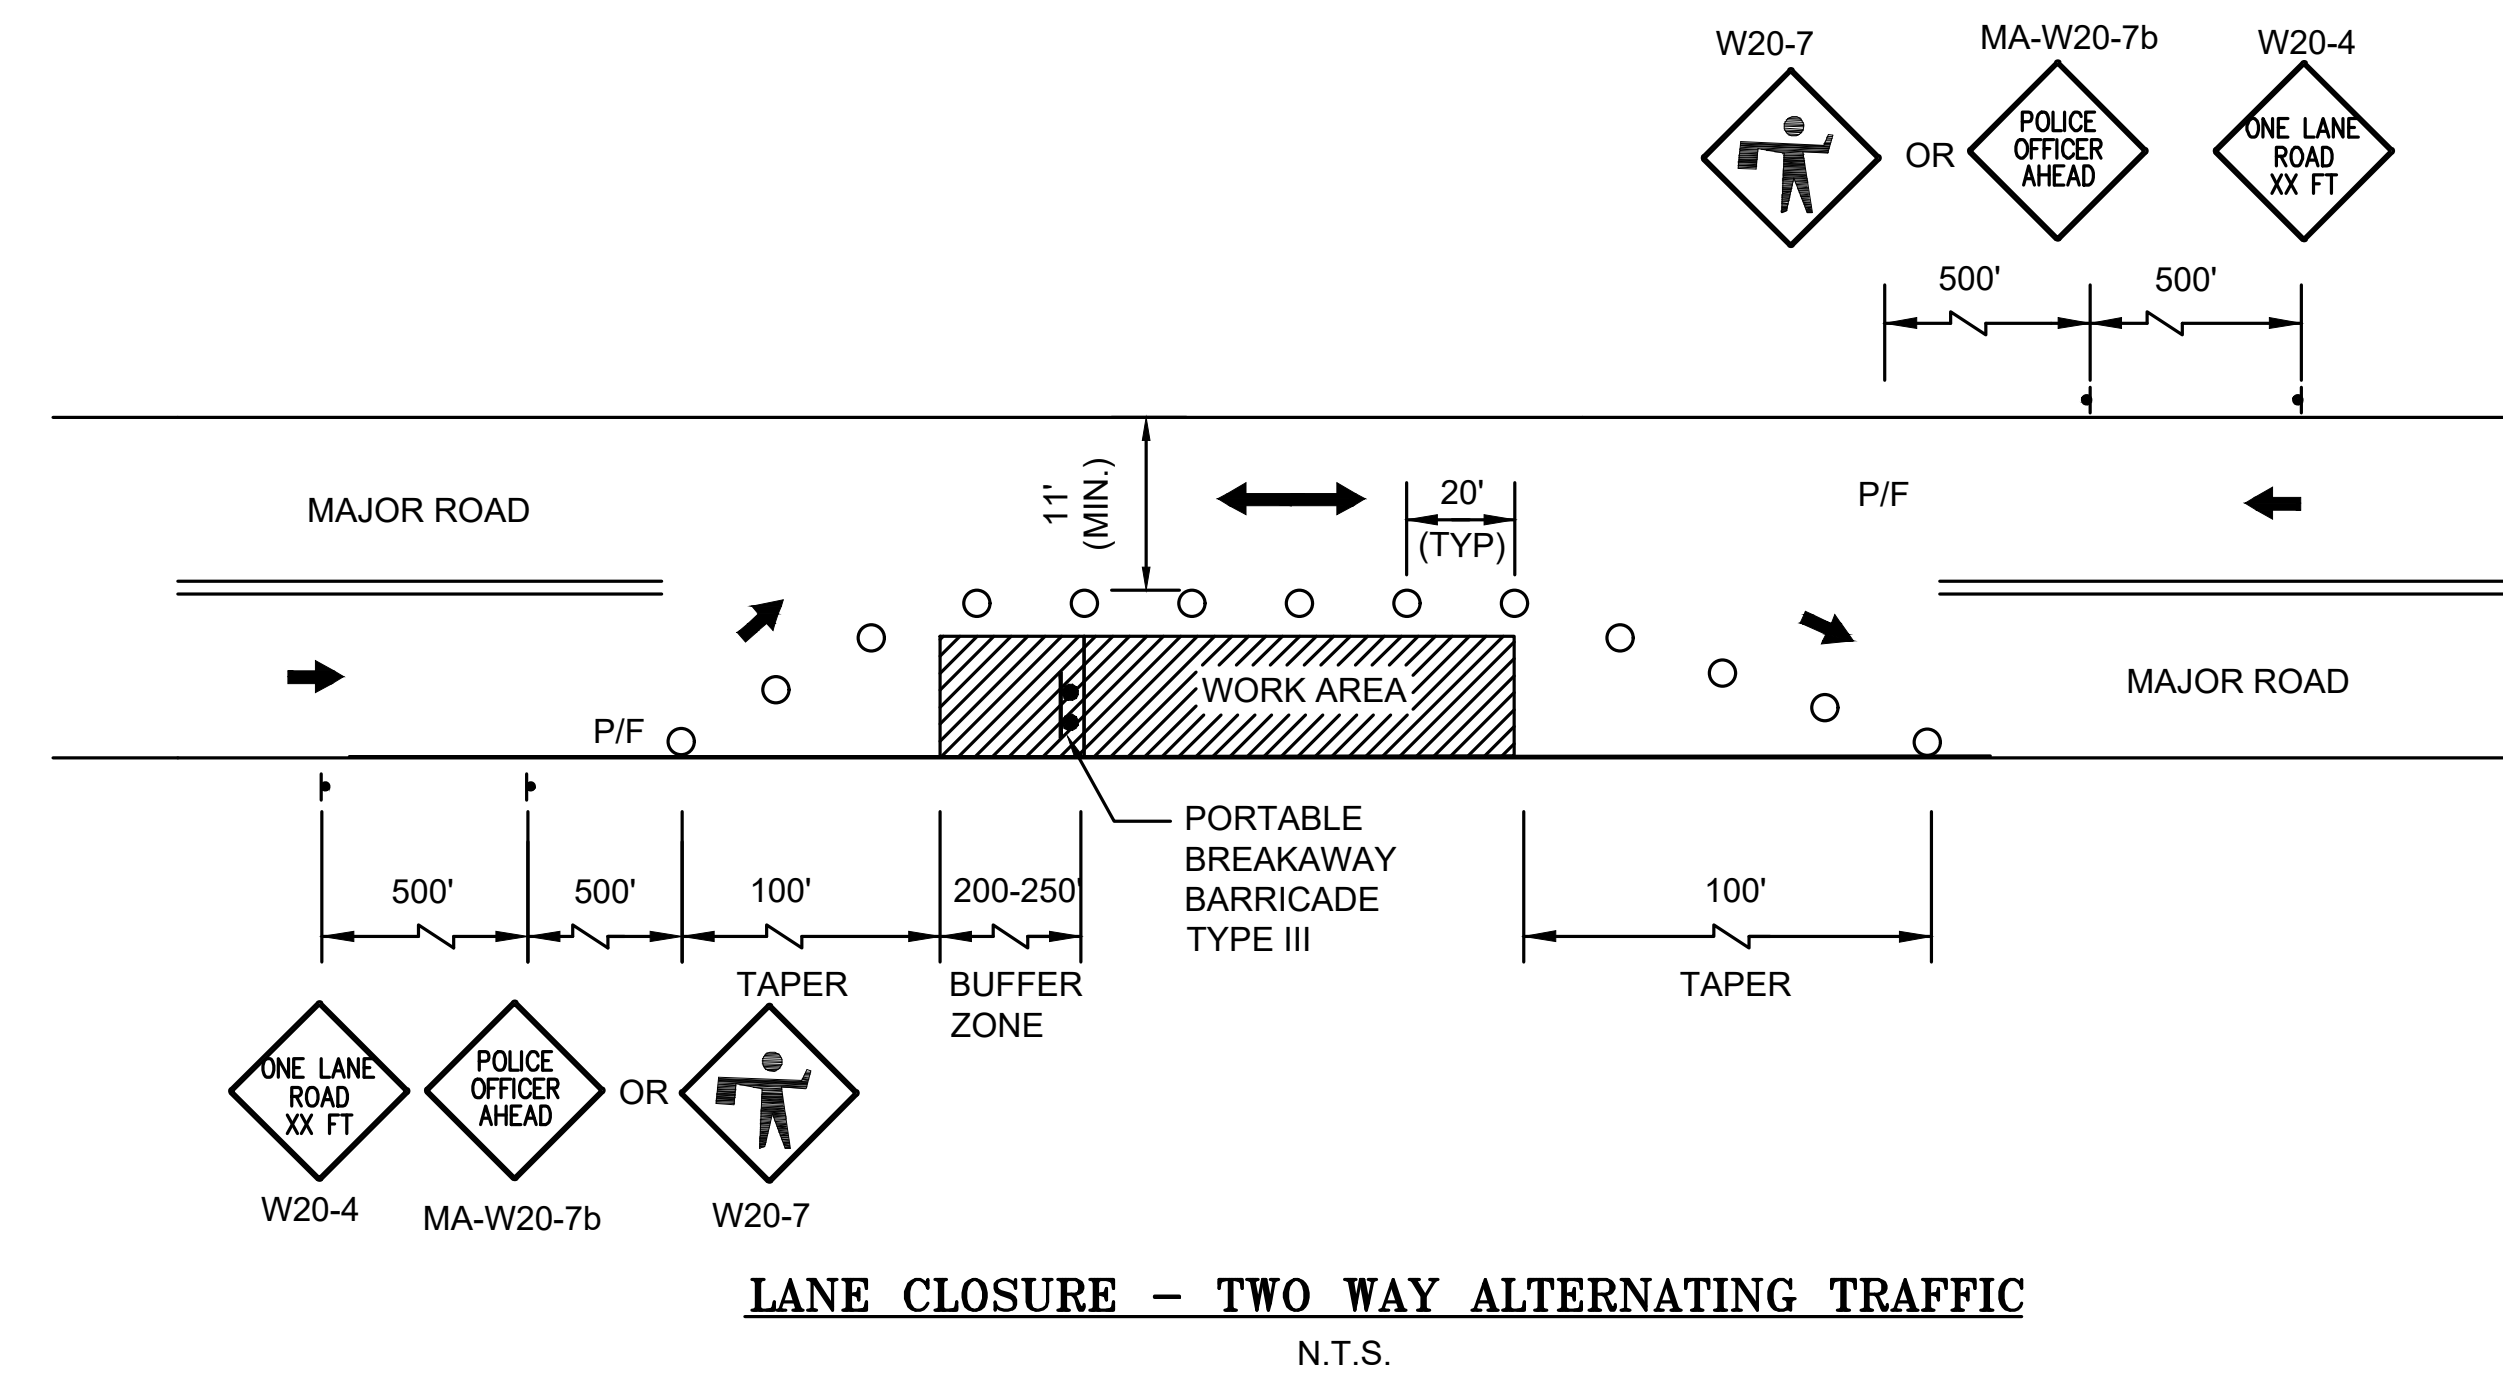 W20-7
MA-W20-7b
W20-4
POLICE
OFFICER
AHEAD
OR
ONE LANE
ROAD
XX FT
500'
500'
MAJOR ROAD
11'
(MIN.)
20'
(TYP)
P/F
WORK AREA
MAJOR ROAD
P/F
PORTABLE
BREAKAWAY
BARRICADE
TYPE III
500'
500'
100'
200-250'
100'
TAPER
BUFFER
ZONE
TAPER
ONE LANE
ROAD
XX FT
POLICE
OFFICER
AHEAD
OR
W20-4
MA-W20-7b
W20-7
LANE CLOSURE – TWO WAY ALTERNATING TRAFFIC
N.T.S.